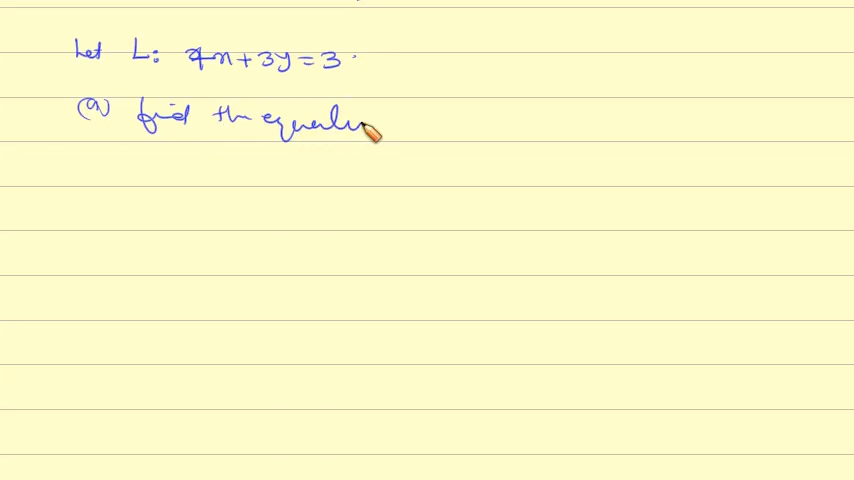 Let L: 4x+3y=3.
(a) find the equation